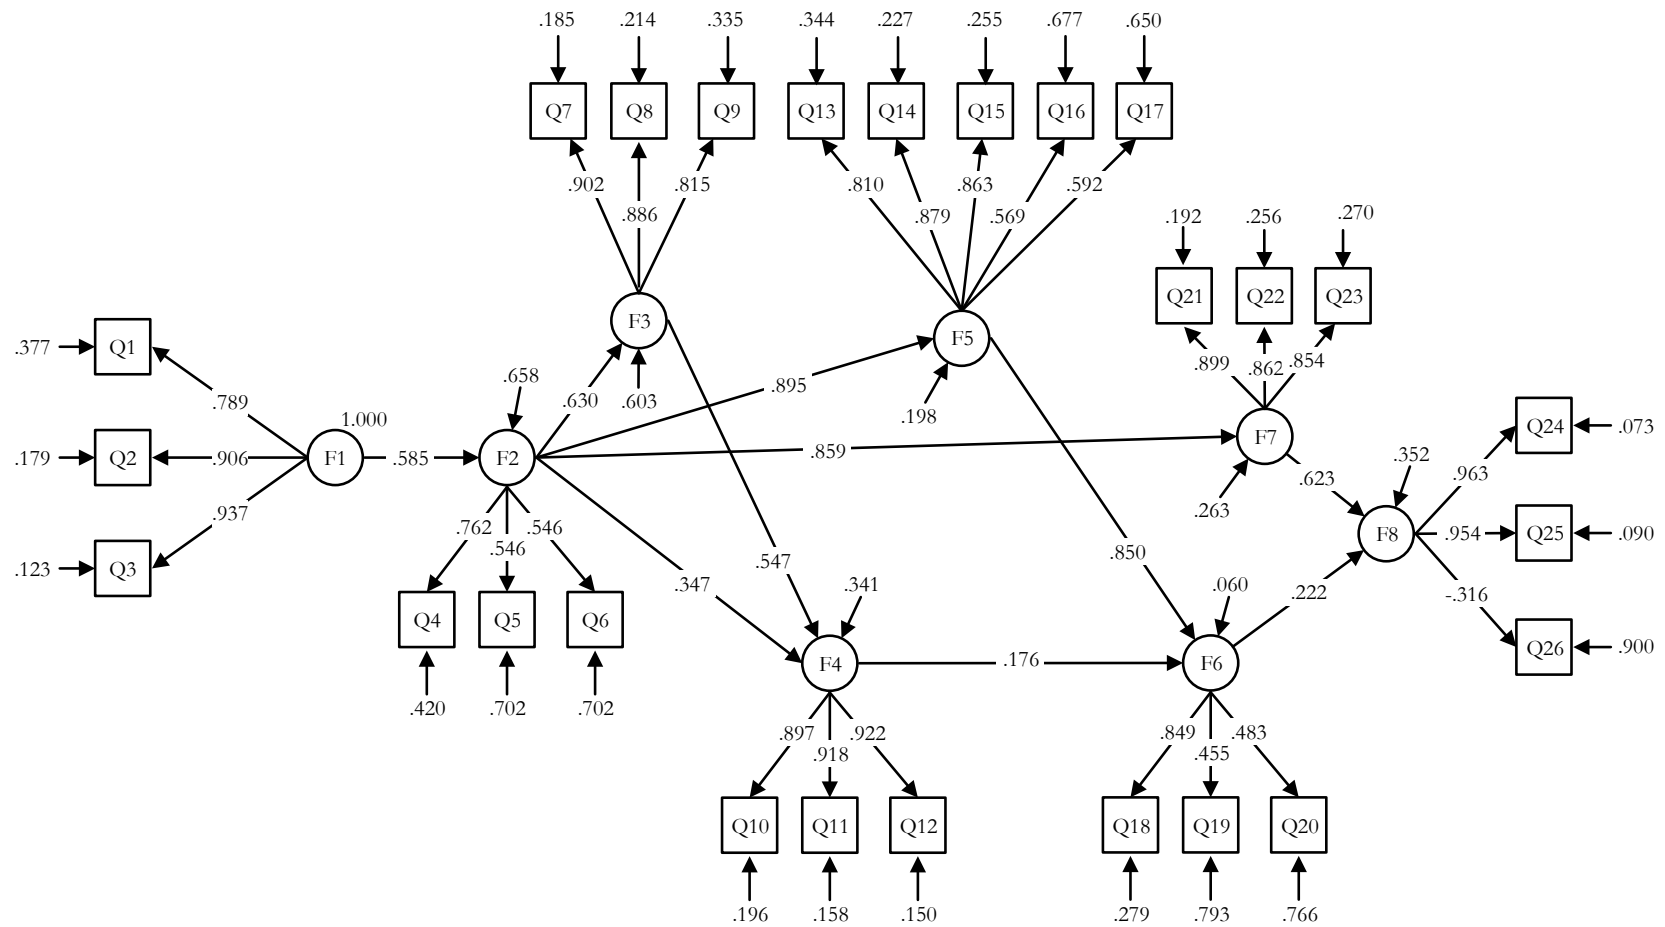 .185 .214 .335 .344 .227 .255 .677 .650
Q7 Q8 Q9 Q13 Q14 Q15 Q16 Q17
.902 .815 .810 .863 .592
.886 .879 .569
.192 .256 .270
Q21 Q22 Q23
F3
F5
.377 Q1
.899 .862 .854
.658
.789 .630 .603 .895 .198
1.000
F7
Q24 .073
.179 Q2 .906 F1 .585 F2 .859
.352
.623 .963
.263
.937
.762 .546 .546
F8 .954 Q25 .090
.547 .850
.123 Q3
.347 .341 .060 .222 -.316
Q4 Q5 Q6
Q26 .900
F4 .176 F6
.420 .702 .702
.897 .918 .922 .849 .455 .483
Q10 Q11 Q12 Q18 Q19 Q20
.196 .158 .150 .279 .793 .766